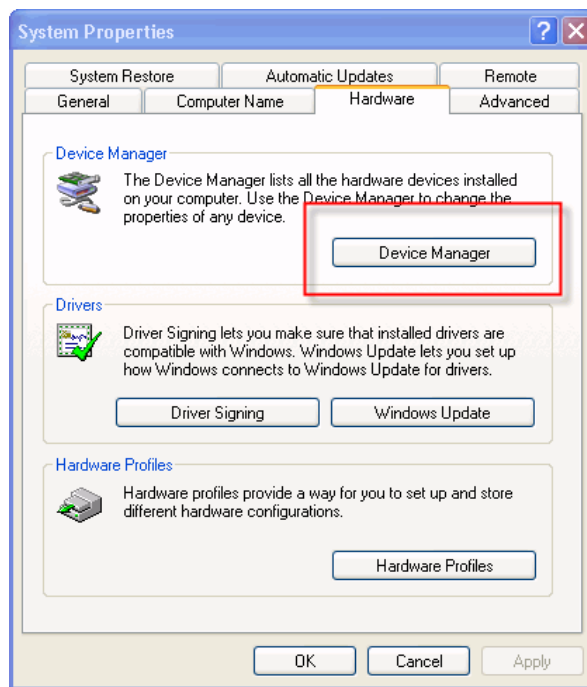 System Properties
System Restore Automatic Updates Remote
General Computer Name Hardware Advanced
Device Manager
The Device Manager lists all the hardware devices installed
on your computer. Use the Device Manager to change the
properties of any device.
Device Manager
Drivers
Driver Signing lets you make sure that installed drivers are
compatible with Windows. Windows Update lets you set up
how Windows connects to Windows Update for drivers.
Driver Signing Windows Update
Hardware Profiles
Hardware profiles provide a way for you to set up and store
different hardware configurations.
Hardware Profiles
OK Cancel Apply